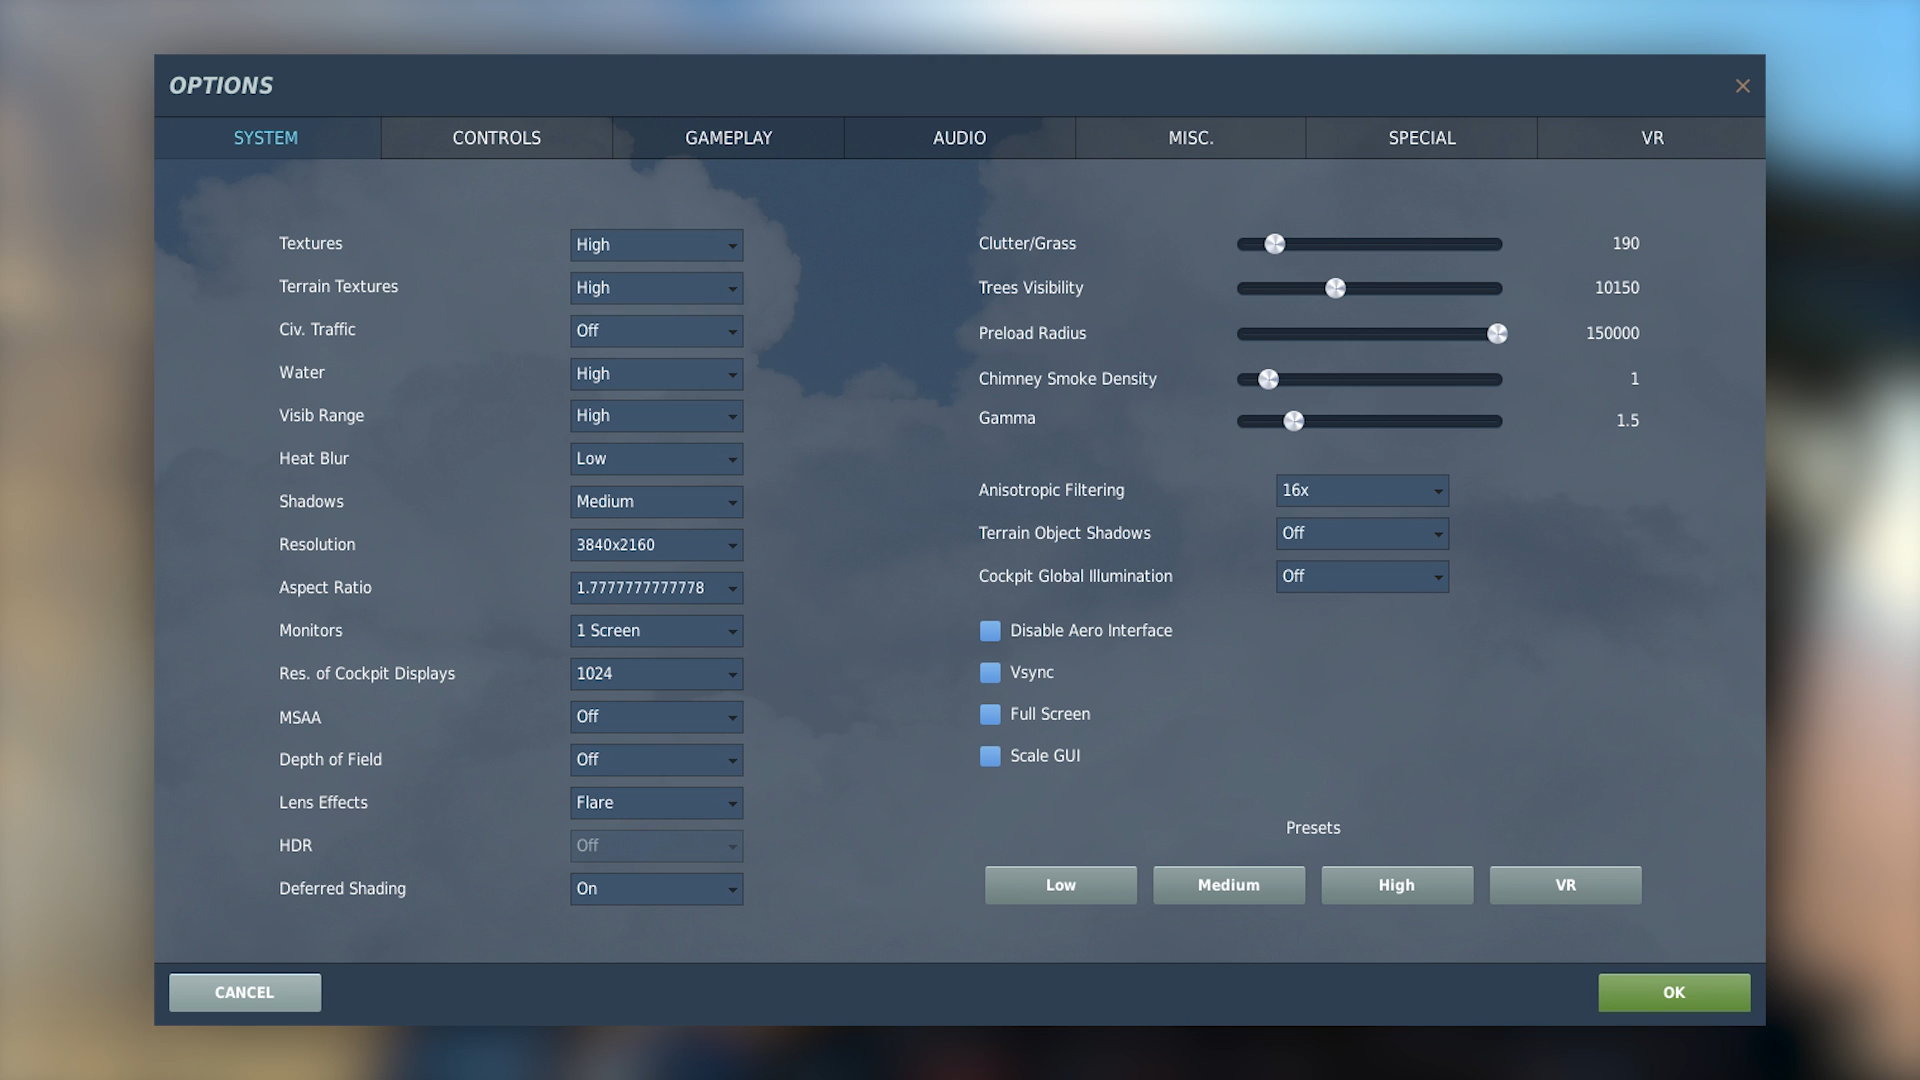 OPTIONS
SYSTEM CONTROLS GAMEPLAY AUDIO MISC. SPECIAL VR
Textures High
Terrain Textures High
Civ. Traffic Off
Water High
Visib Range High
Heat Blur Low
Shadows Medium
Resolution 3840x2160
Aspect Ratio 1.7777777777778
Monitors 1 Screen
Res. of Cockpit Displays 1024
MSAA Off
Depth of Field Off
Lens Effects Flare
HDR Off
Deferred Shading On
Clutter/Grass 190
Trees Visibility 10150
Preload Radius 150000
Chimney Smoke Density 1
Gamma 1.5
Anisotropic Filtering 16x
Terrain Object Shadows Off
Cockpit Global Illumination Off
Disable Aero Interface
Vsync
Full Screen
Scale GUI
Presets
Low Medium High VR
CANCEL OK